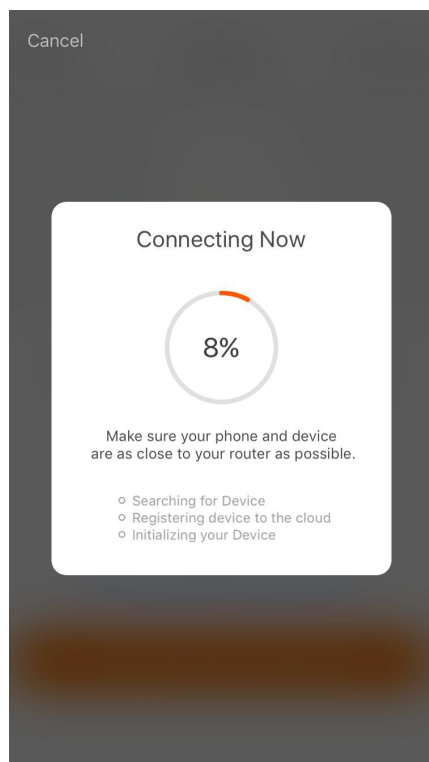 Cancel
Connecting Now
8%
Make sure your phone and device
are as close to your router as possible.
Searching for Device
Registering device to the cloud
Initializing your Device